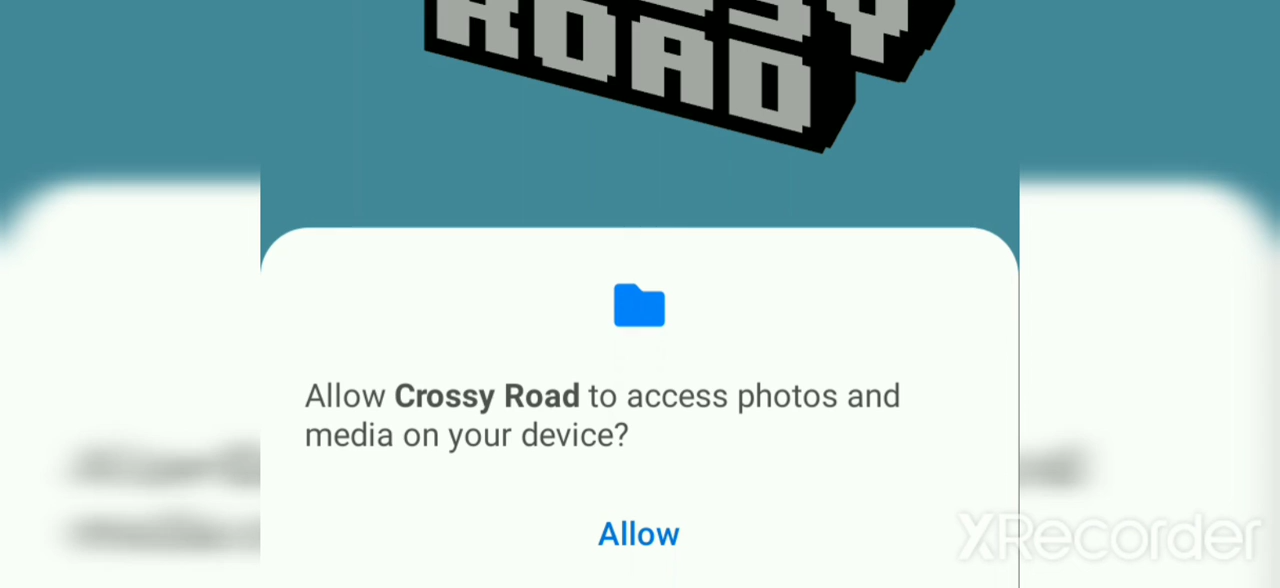 ROAD
Allow Crossy Road to access photos and
media on your device?
Allow
XRecorder